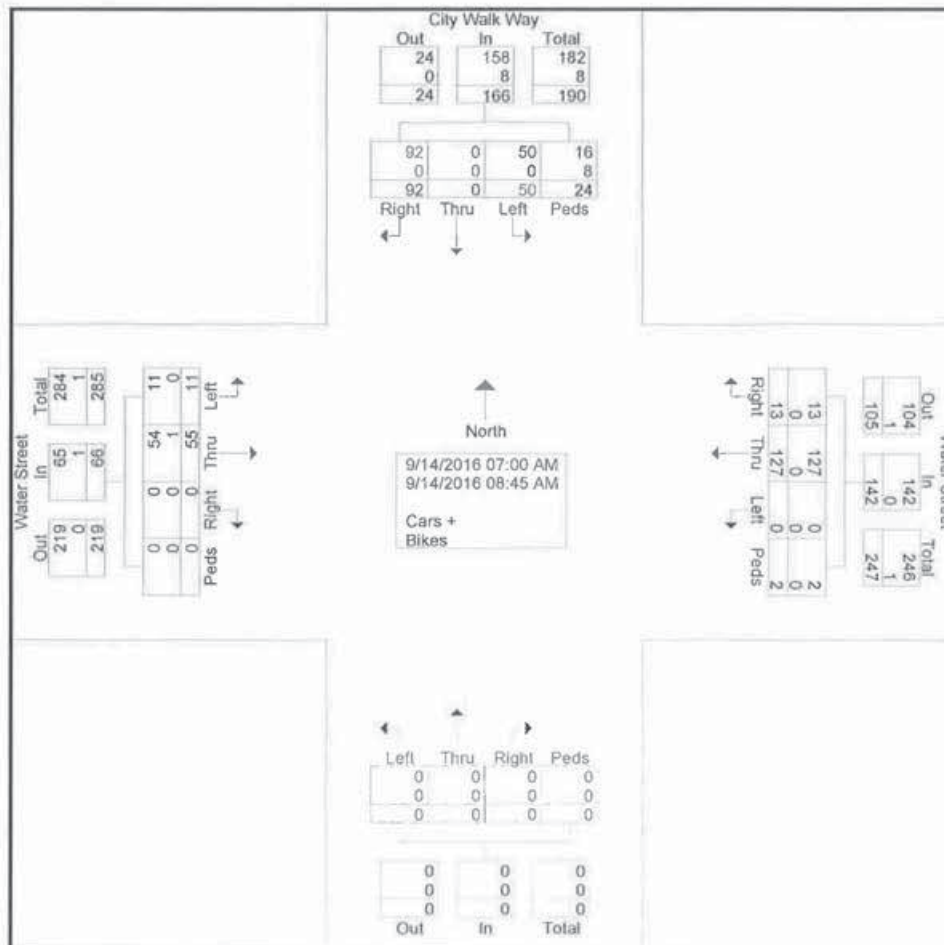 City Walk Way
Out In Total
24 158 182
0 8 8
24 166 190
92 0 50 16
0 0 0 8
92 0 50 24
Right Thru Left Peds
Water Street
Total In Out
284 65 219
1 1 0
285 66 219
11 54 0 0
0 1 0 0
11 55 0 0
Left Thru Right Peds
North
9/14/2016 07:00 AM
9/14/2016 08:45 AM
Cars +
Bikes
Right Thru Left Peds
13 127 0 2
0 0 0 0
13 127 0 2
Out In Total
104 142 246
1 0 1
105 142 247
Left Thru Right Peds
0 0 0 0
0 0 0 0
0 0 0 0
0 0 0
0 0 0
0 0 0
Out In Total